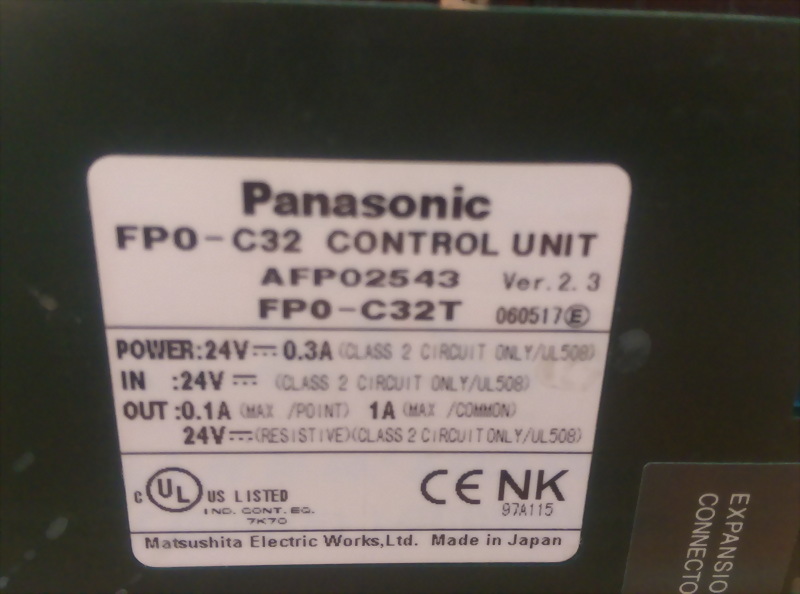 Panasonic
FP0-C32 CONTROL UNIT
AFP02543 Ver.2.3
FP0-C32T 060517Ⓔ
POWER:24V⎓0.3A(CLASS 2 CIRCUIT ONLY/UL508)
IN :24V⎓ (CLASS 2 CIRCUIT ONLY/UL508)
OUT:0.1A(MAX /POINT) 1A(MAX /COMMON)
24V⎓(RESISTIVE)(CLASS 2 CIRCUIT ONLY/UL508)
c UL US LISTED
IND. CONT. EQ.
7K70
CE NK
97A115
Matsushita Electric Works,Ltd. Made in Japan
EXPANSIO
CONNECTO